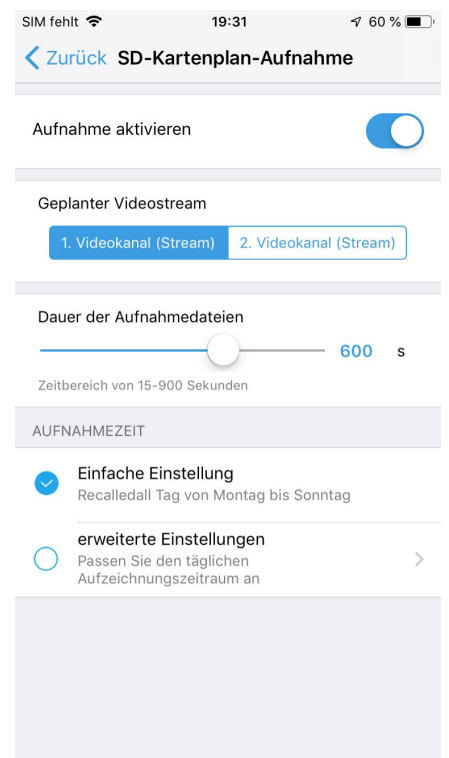 SIM fehlt 19:31 60 %
Zurück SD-Kartenplan-Aufnahme
Aufnahme aktivieren
Geplanter Videostream
1. Videokanal (Stream) 2. Videokanal (Stream)
Dauer der Aufnahmedateien
600 s
Zeitbereich von 15-900 Sekunden
AUFNAHMEZEIT
Einfache Einstellung
Recalledall Tag von Montag bis Sonntag
erweiterte Einstellungen
Passen Sie den täglichen
Aufzeichnungszeitraum an